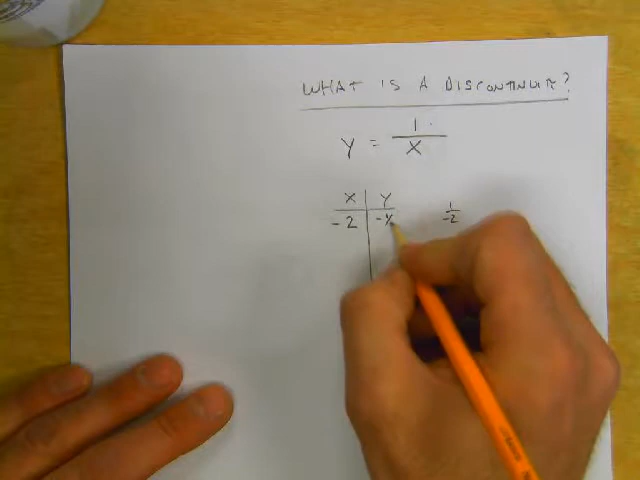 WHAT IS A DISCONTINUITY?
y = 1/x
x y
-2 -½
1/-2